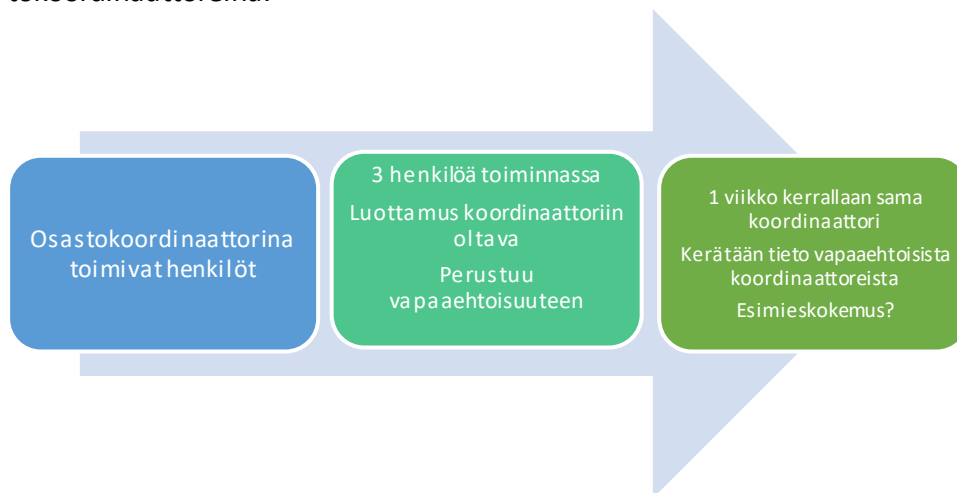 Osastokoordinaattorina
toimivat henkilöt
3 henkilöä toiminnassa
Luottamus koordinaattoriin
oltava
Perustuu
vapaaehtoisuuteen
1 viikko kerrallaan sama
koordinaattori
Kerätään tieto vapaaehtoisista
koordinaattoreista
Esimieskokemus?